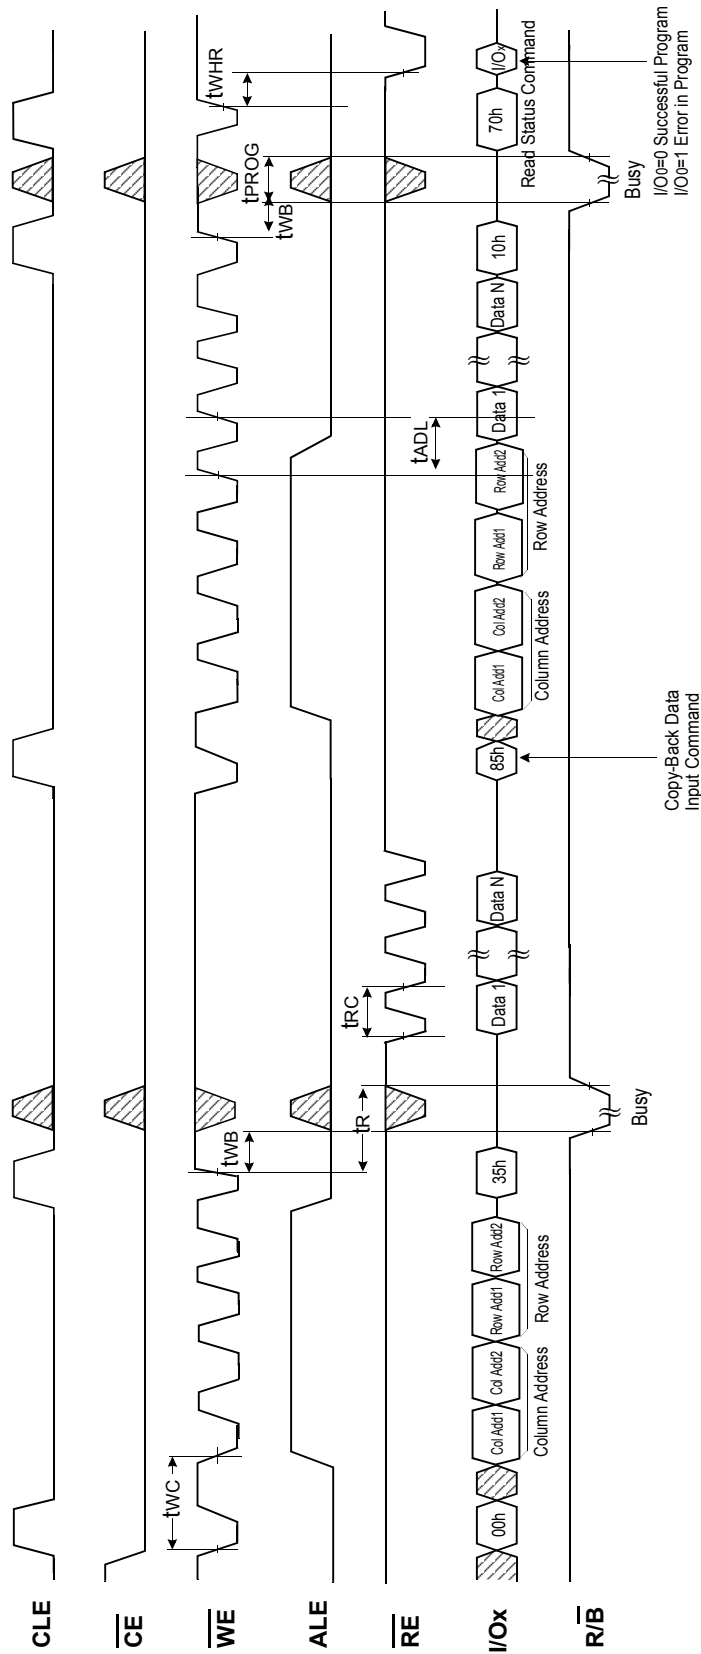 CLE
CE
WE
tWC
tWB
tWB
tPROG
tWHR
ALE
tR
tRC
tADL
RE
I/Ox
00h
Col Add1
Col Add2
Row Add1
Row Add2
35h
Data 1
Data N
85h
Col Add1
Col Add2
Row Add1
Row Add2
Data 1
Data N
10h
70h
I/Ox
Column Address
Row Address
Column Address
Row Address
Read Status Command
R/B
Busy
Busy
Copy-Back Data
Input Command
I/O0=0 Successful Program
I/O0=1 Error in Program